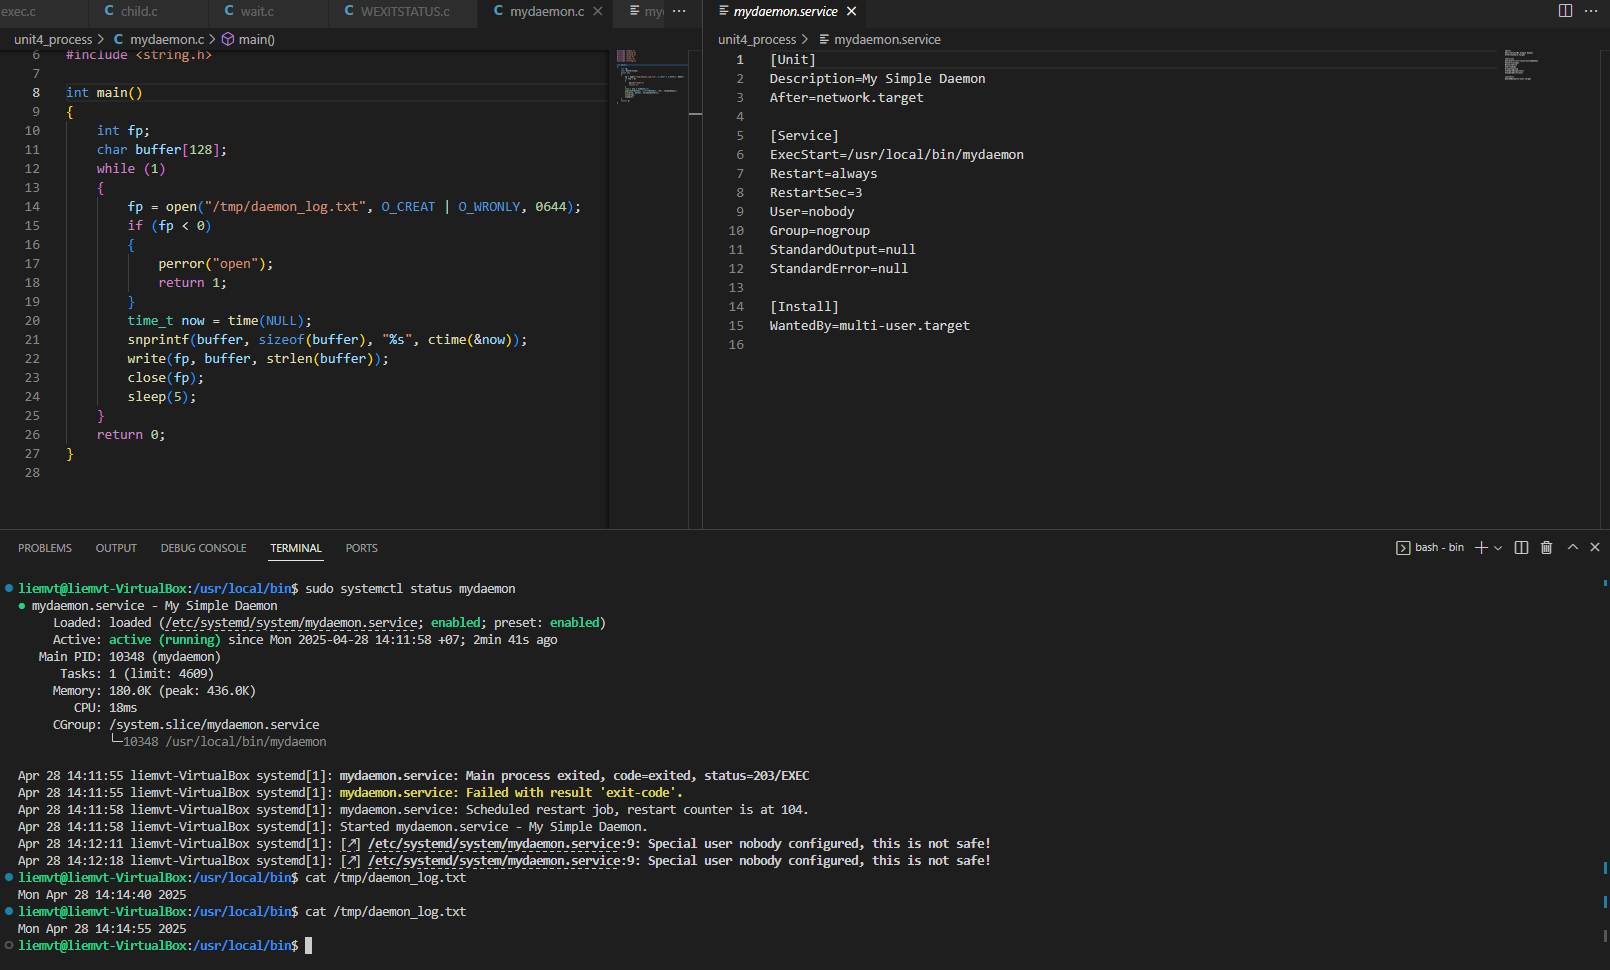 exec.c
C child.c
C wait.c
C WEXITSTATUS.c
C mydaemon.c
my
unit4_process > C mydaemon.c > main()
6 #include <string.h>
7
8 int main()
9 {
10 int fp;
11 char buffer[128];
12 while (1)
13 {
14 fp = open("/tmp/daemon_log.txt", O_CREAT | O_WRONLY, 0644);
15 if (fp < 0)
16 {
17 perror("open");
18 return 1;
19 }
20 time_t now = time(NULL);
21 snprintf(buffer, sizeof(buffer), "%s", ctime(&now));
22 write(fp, buffer, strlen(buffer));
23 close(fp);
24 sleep(5);
25 }
26 return 0;
27 }
28
mydaemon.service
unit4_process > mydaemon.service
1 [Unit]
2 Description=My Simple Daemon
3 After=network.target
4
5 [Service]
6 ExecStart=/usr/local/bin/mydaemon
7 Restart=always
8 RestartSec=3
9 User=nobody
10 Group=nogroup
11 StandardOutput=null
12 StandardError=null
13
14 [Install]
15 WantedBy=multi-user.target
16
PROBLEMS OUTPUT DEBUG CONSOLE TERMINAL PORTS
bash - bin
liemvt@liemvt-VirtualBox:/usr/local/bin$ sudo systemctl status mydaemon
● mydaemon.service - My Simple Daemon
Loaded: loaded (/etc/systemd/system/mydaemon.service; enabled; preset: enabled)
Active: active (running) since Mon 2025-04-28 14:11:58 +07; 2min 41s ago
Main PID: 10348 (mydaemon)
Tasks: 1 (limit: 4609)
Memory: 180.0K (peak: 436.0K)
CPU: 18ms
CGroup: /system.slice/mydaemon.service
└─10348 /usr/local/bin/mydaemon
Apr 28 14:11:55 liemvt-VirtualBox systemd[1]: mydaemon.service: Main process exited, code=exited, status=203/EXEC
Apr 28 14:11:55 liemvt-VirtualBox systemd[1]: mydaemon.service: Failed with result 'exit-code'.
Apr 28 14:11:58 liemvt-VirtualBox systemd[1]: mydaemon.service: Scheduled restart job, restart counter is at 104.
Apr 28 14:11:58 liemvt-VirtualBox systemd[1]: Started mydaemon.service - My Simple Daemon.
Apr 28 14:12:11 liemvt-VirtualBox systemd[1]: [↗] /etc/systemd/system/mydaemon.service:9: Special user nobody configured, this is not safe!
Apr 28 14:12:18 liemvt-VirtualBox systemd[1]: [↗] /etc/systemd/system/mydaemon.service:9: Special user nobody configured, this is not safe!
liemvt@liemvt-VirtualBox:/usr/local/bin$ cat /tmp/daemon_log.txt
Mon Apr 28 14:14:40 2025
liemvt@liemvt-VirtualBox:/usr/local/bin$ cat /tmp/daemon_log.txt
Mon Apr 28 14:14:55 2025
liemvt@liemvt-VirtualBox:/usr/local/bin$